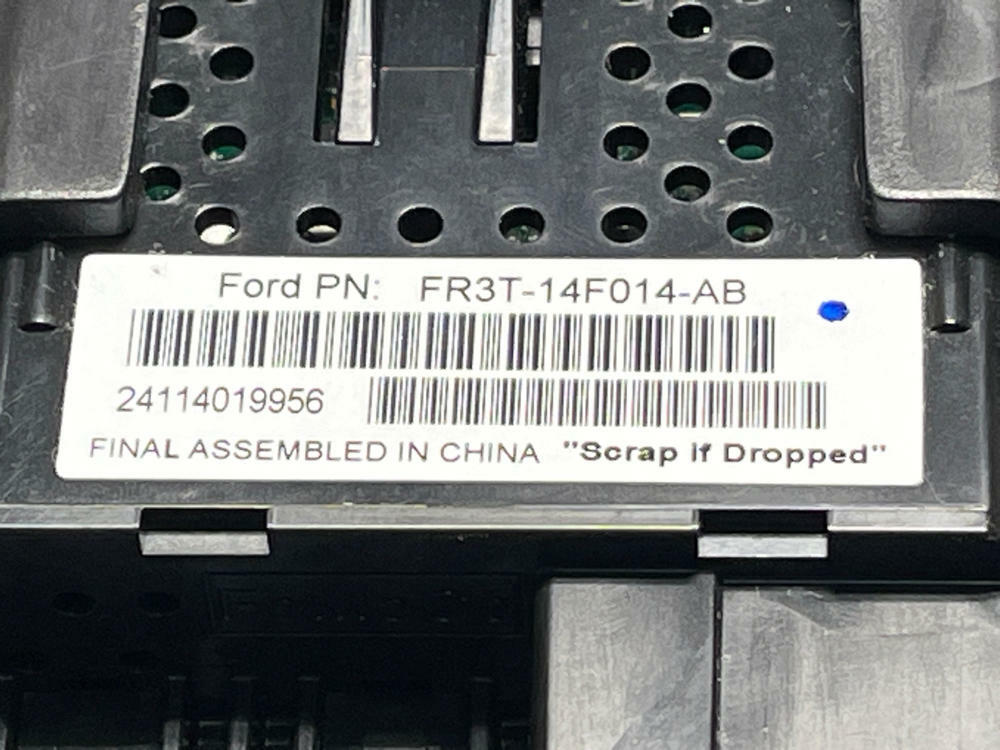 Ford PN: FR3T-14F014-AB
24114019956
FINAL ASSEMBLED IN CHINA "Scrap If Dropped"